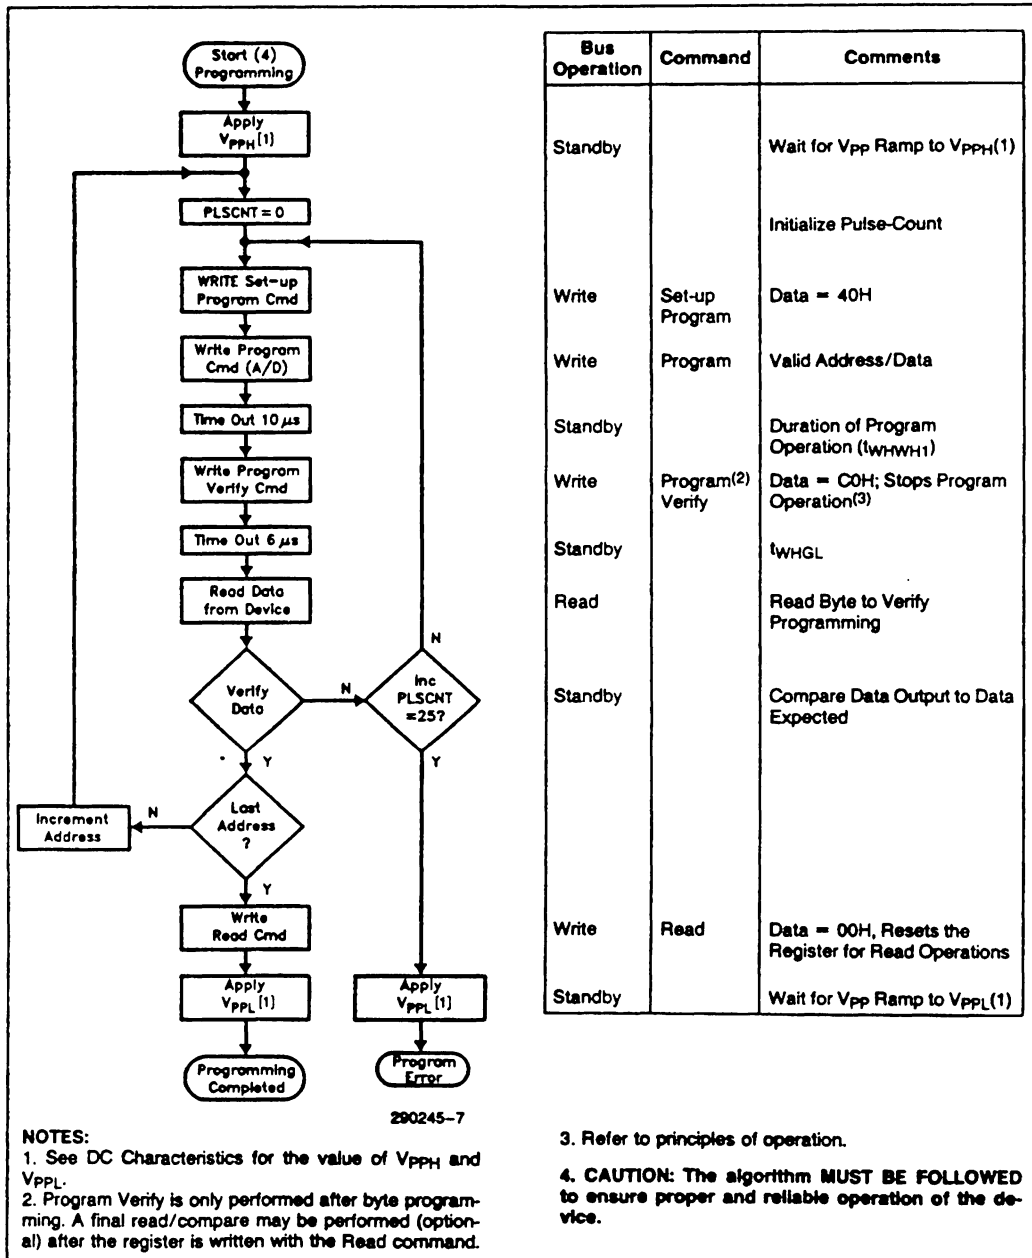 Start (4)
Programming
Apply
VPPH[1]
PLSCNT = 0
WRITE Set-up
Program Cmd
Write Program
Cmd (A/D)
Time Out 10 μs
Write Program
Verify Cmd
Time Out 6 μs
Read Data
from Device
Verify
Data
N
Y
Inc
PLSCNT
=25?
N
Y
Last
Address
?
N
Y
Increment
Address
Write
Read Cmd
Apply
VPPL[1]
Programming
Completed
Apply
VPPL[1]
Program
Error
290245-7
Bus
Operation
Command
Comments
Standby
Wait for VPP Ramp to VPPH(1)
Initialize Pulse-Count
Write
Set-up
Program
Data = 40H
Write
Program
Valid Address/Data
Standby
Duration of Program
Operation (tWHWH1)
Write
Program(2)
Verify
Data = C0H; Stops Program
Operation(3)
Standby
tWHGL
Read
Read Byte to Verify
Programming
Standby
Compare Data Output to Data
Expected
Write
Read
Data = 00H, Resets the
Register for Read Operations
Standby
Wait for VPP Ramp to VPPL(1)
NOTES:
1. See DC Characteristics for the value of VPPH and
VPPL.
2. Program Verify is only performed after byte program-
ming. A final read/compare may be performed (option-
al) after the register is written with the Read command.
3. Refer to principles of operation.
4. CAUTION: The algorithm MUST BE FOLLOWED
to ensure proper and reliable operation of the de-
vice.